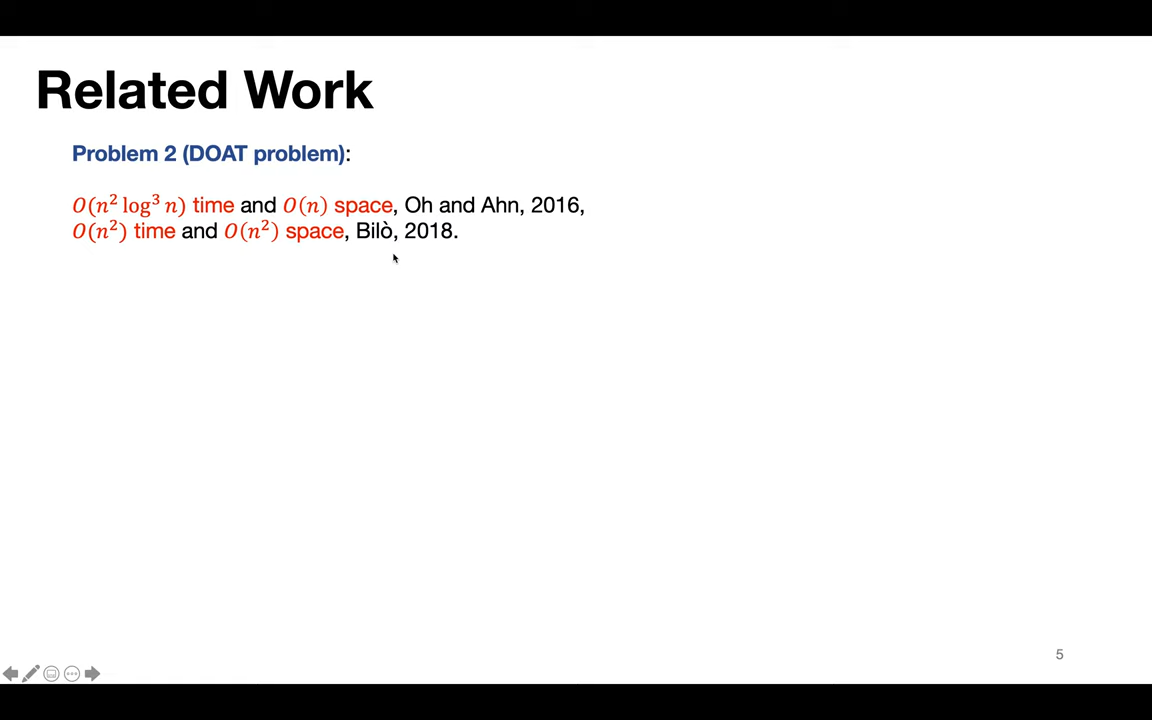 Related Work
Problem 2 (DOAT problem):
O(n² log³ n) time and O(n) space, Oh and Ahn, 2016,
O(n²) time and O(n²) space, Bilò, 2018.
5